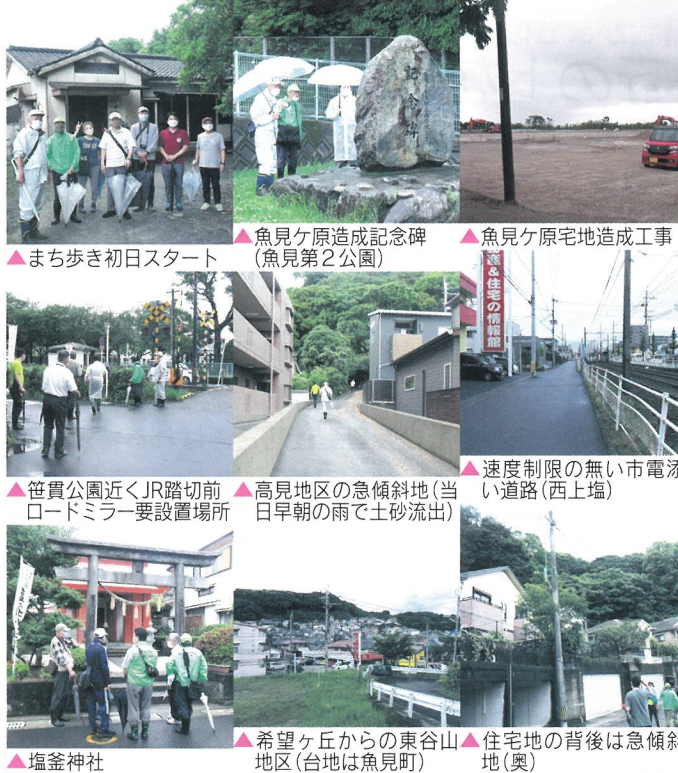 記念碑
▲まち歩き初日スタート
▲魚見ケ原造成記念碑
(魚見第2公園)
▲魚見ケ原宅地造成工事
産&住宅の情報館
▲笹貫公園近くJR踏切前
ロードミラー要設置場所
▲高見地区の急傾斜地(当
日早朝の雨で土砂流出)
▲速度制限の無い市電添
い道路(西上塩)
▲塩釜神社
▲希望ヶ丘からの東谷山
地区(台地は魚見町)
▲住宅地の背後は急傾斜
地(奥)